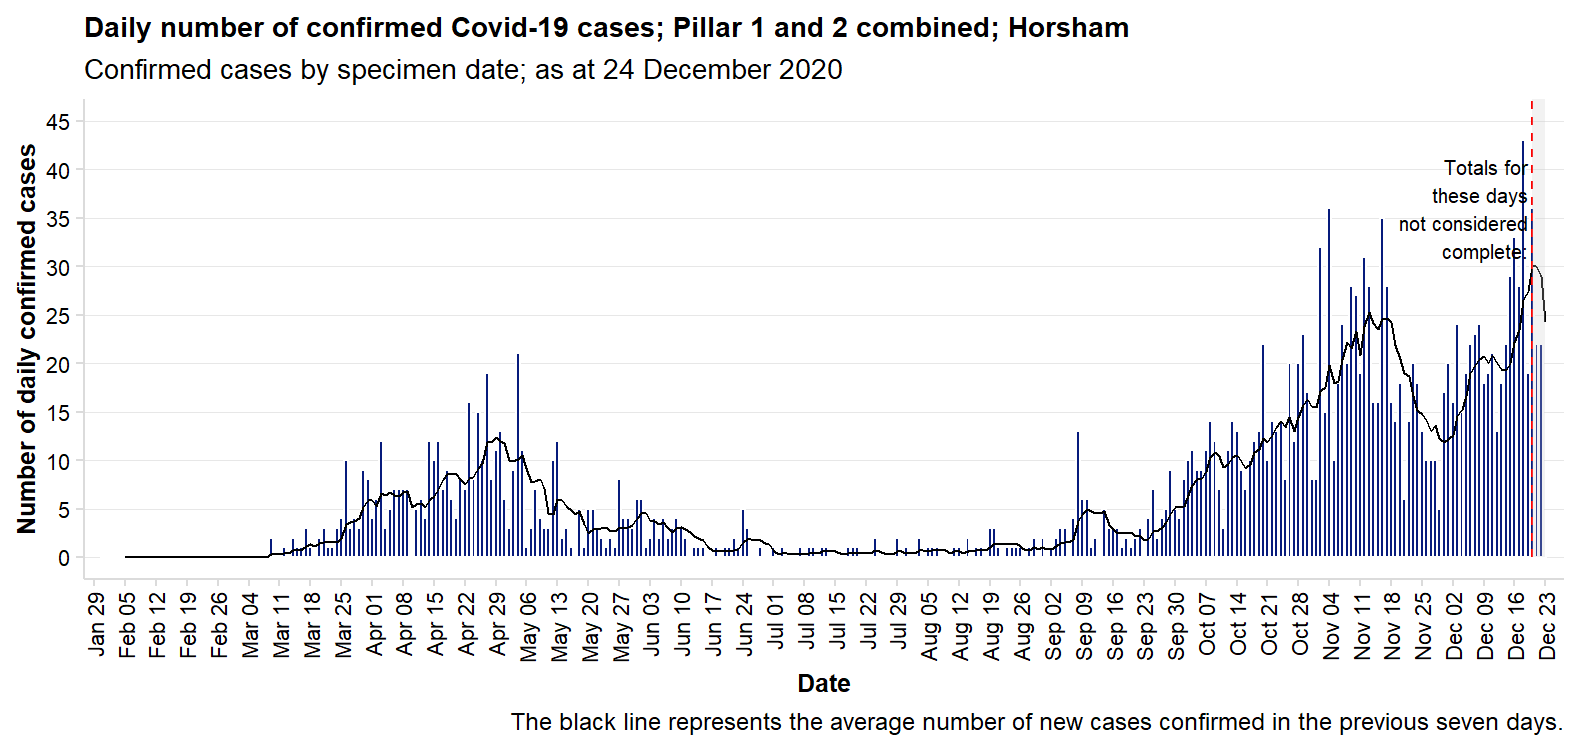 Daily number of confirmed Covid-19 cases; Pillar 1 and 2 combined; Horsham
Confirmed cases by specimen date; as at 24 December 2020
Number of daily confirmed cases
45
40
35
30
25
20
15
10
5
0
Totals for
these days
not considered
complete.
Jan 29
Feb 05
Feb 12
Feb 19
Feb 26
Mar 04
Mar 11
Mar 18
Mar 25
Apr 01
Apr 08
Apr 15
Apr 22
Apr 29
May 06
May 13
May 20
May 27
Jun 03
Jun 10
Jun 17
Jun 24
Jul 01
Jul 08
Jul 15
Jul 22
Jul 29
Aug 05
Aug 12
Aug 19
Aug 26
Sep 02
Sep 09
Sep 16
Sep 23
Sep 30
Oct 07
Oct 14
Oct 21
Oct 28
Nov 04
Nov 11
Nov 18
Nov 25
Dec 02
Dec 09
Dec 16
Dec 23
Date
The black line represents the average number of new cases confirmed in the previous seven days.